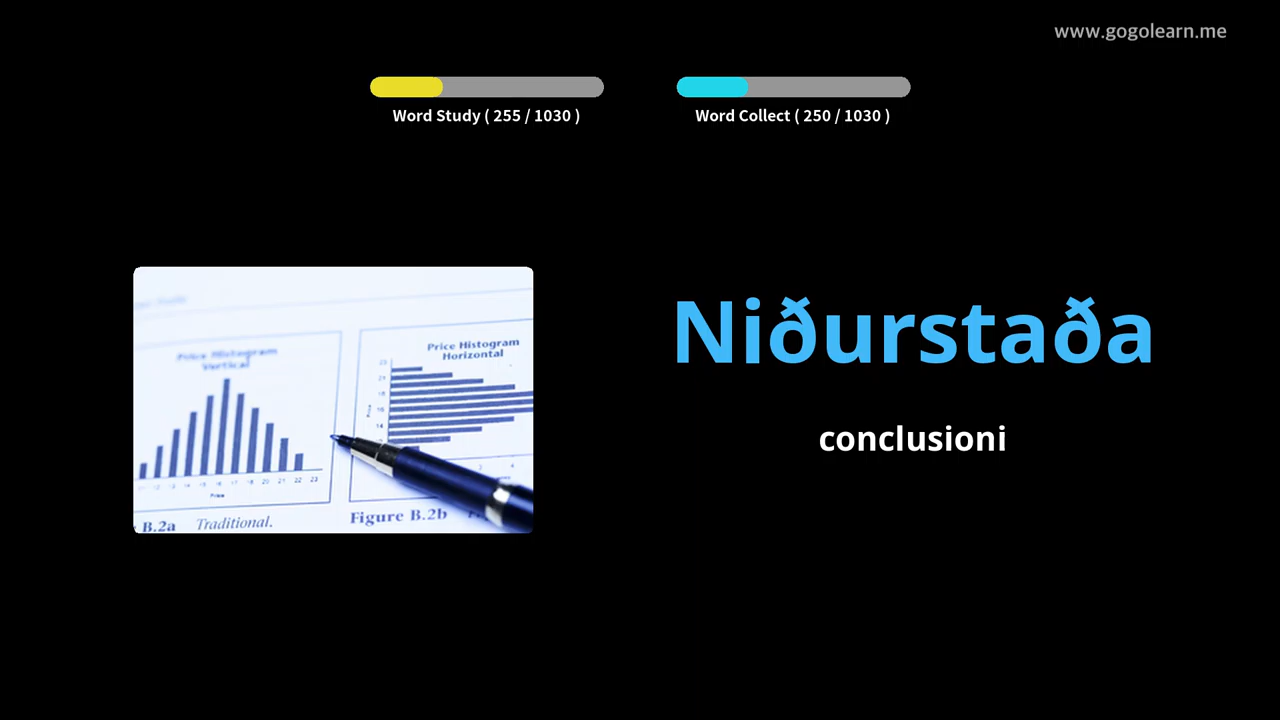 www.gogolearn.me
Word Study ( 255 / 1030 )
Word Collect ( 250 / 1030 )
Niðurstaða
conclusioni
Price Histogram
Vertical
Price Histogram
Horizontal
B.2a Traditional.
Figure B.2b